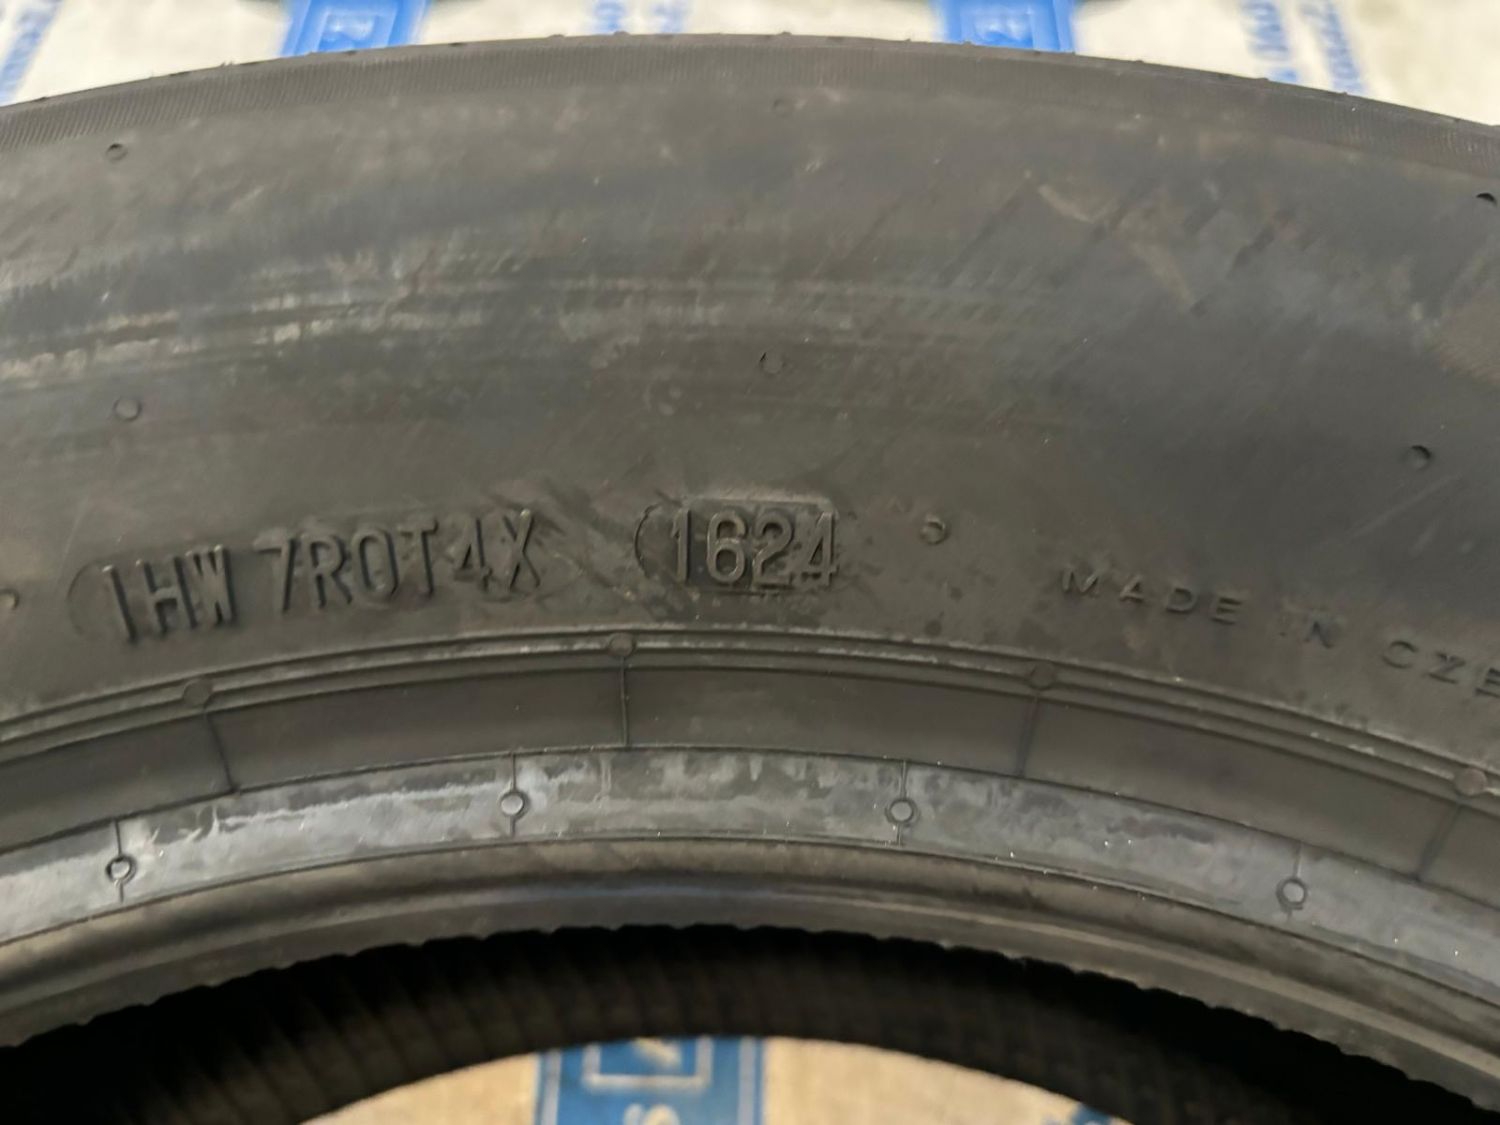 1HW 7R0T4X 1624 MADE IN CZE